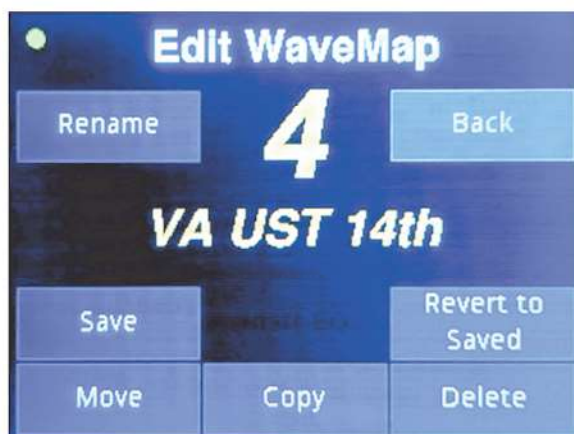 Edit WaveMap
Rename
4
Back
VA UST 14th
Save
Revert to
Saved
Move
Copy
Delete